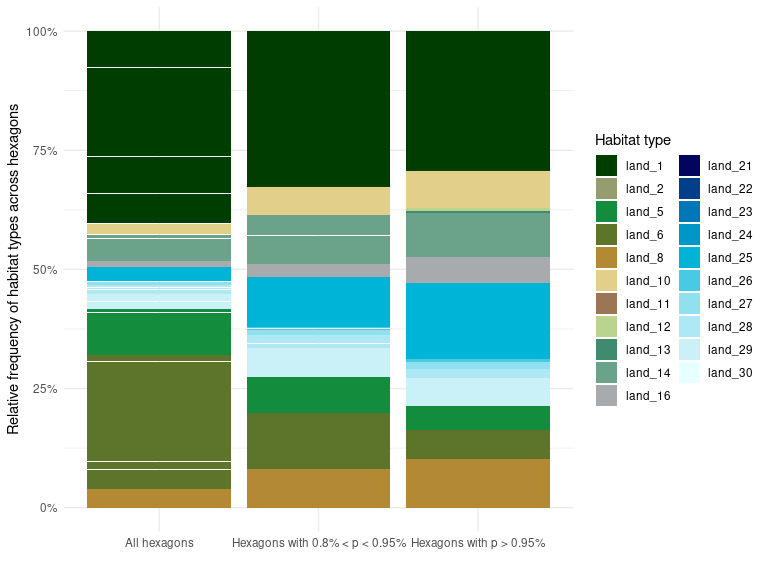 Relative frequency of habitat types across hexagons
100%
75%
50%
25%
0%
All hexagons
Hexagons with 0.8% < p < 0.95%
Hexagons with p > 0.95%
Habitat type
land_1
land_2
land_5
land_6
land_8
land_10
land_11
land_12
land_13
land_14
land_16
land_21
land_22
land_23
land_24
land_25
land_26
land_27
land_28
land_29
land_30